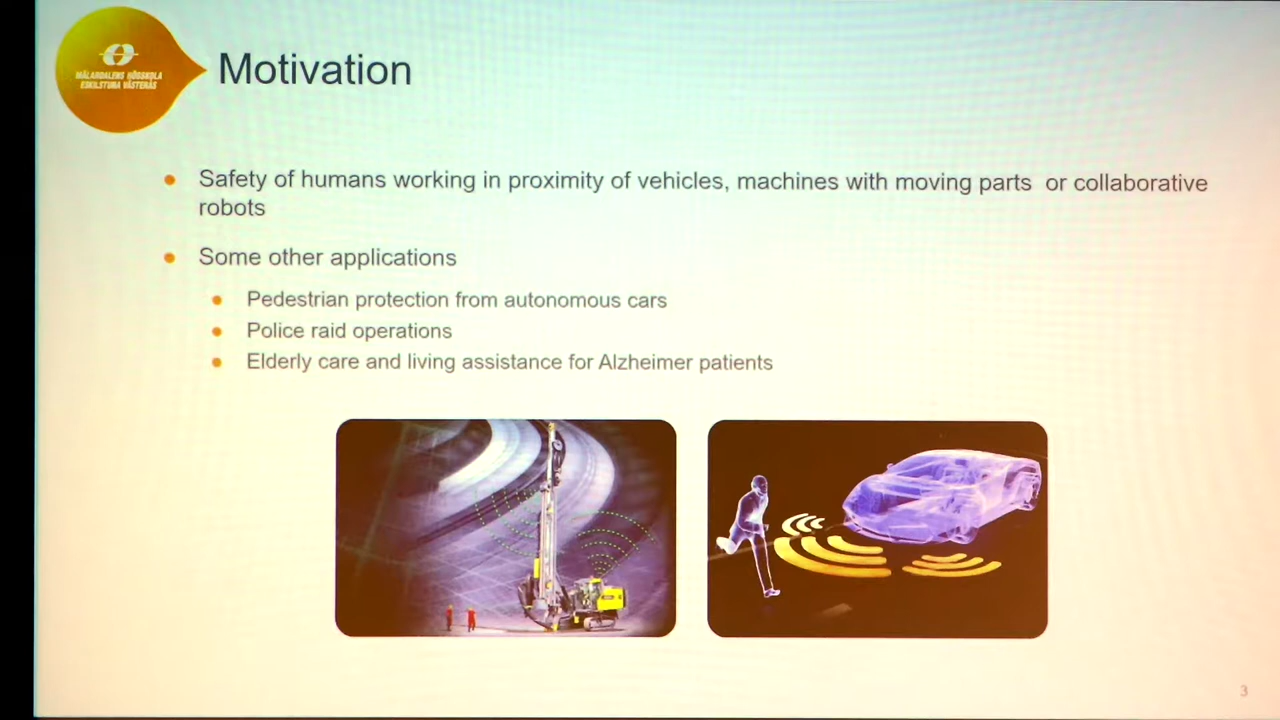 MÄLARDALENS HÖGSKOLA
ESKILSTUNA VÄSTERÅS
Motivation
Safety of humans working in proximity of vehicles, machines with moving parts or collaborative
robots
Some other applications
Pedestrian protection from autonomous cars
Police raid operations
Elderly care and living assistance for Alzheimer patients
3